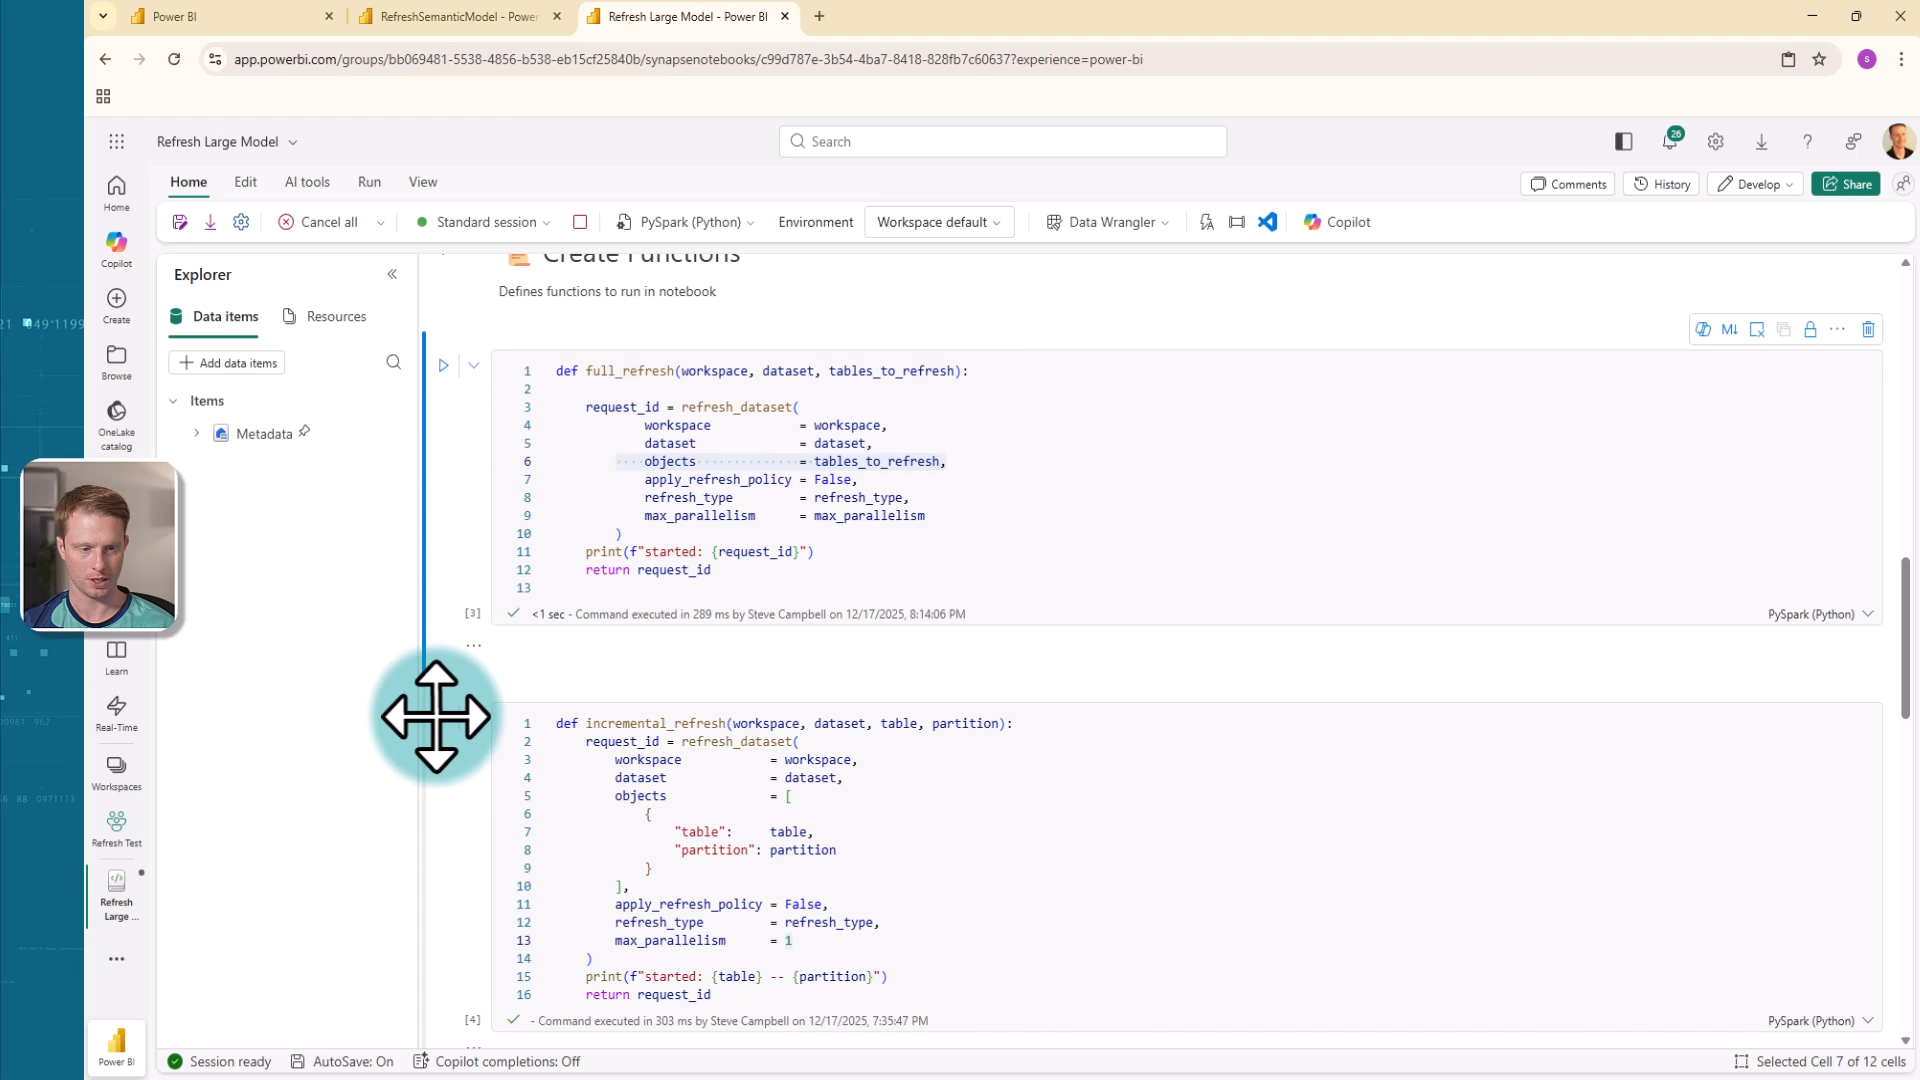 Power BI
RefreshSemanticModel - Power
Refresh Large Model - Power BI
app.powerbi.com/groups/bb069481-5538-4856-b538-eb15cf25840b/synapsenotebooks/c99d787e-3b54-4ba7-8418-828fb7c60637?experience=power-bi
s
Refresh Large Model
Search
26
Home Edit AI tools Run View
Comments History Develop Share
Cancel all Standard session PySpark (Python) Environment Workspace default Data Wrangler Copilot
Home
Copilot
Create
Browse
OneLake
catalog
Learn
Real-Time
Workspaces
Refresh Test
Refresh
Large ...
Power BI
Explorer
Data items Resources
Add data items
Items
Metadata
Create Functions
Defines functions to run in notebook
M↓
1 def full_refresh(workspace, dataset, tables_to_refresh):
2
3 request_id = refresh_dataset(
4 workspace = workspace,
5 dataset = dataset,
6 objects = tables_to_refresh,
7 apply_refresh_policy = False,
8 refresh_type = refresh_type,
9 max_parallelism = max_parallelism
10 )
11 print(f"started: {request_id}")
12 return request_id
13
[3] <1 sec - Command executed in 289 ms by Steve Campbell on 12/17/2025, 8:14:06 PM PySpark (Python)
1 def incremental_refresh(workspace, dataset, table, partition):
2 request_id = refresh_dataset(
3 workspace = workspace,
4 dataset = dataset,
5 objects = [
6 {
7 "table": table,
8 "partition": partition
9 }
10 ],
11 apply_refresh_policy = False,
12 refresh_type = refresh_type,
13 max_parallelism = 1
14 )
15 print(f"started: {table} -- {partition}")
16 return request_id
[4] - Command executed in 303 ms by Steve Campbell on 12/17/2025, 7:35:47 PM PySpark (Python)
Session ready AutoSave: On Copilot completions: Off Selected Cell 7 of 12 cells